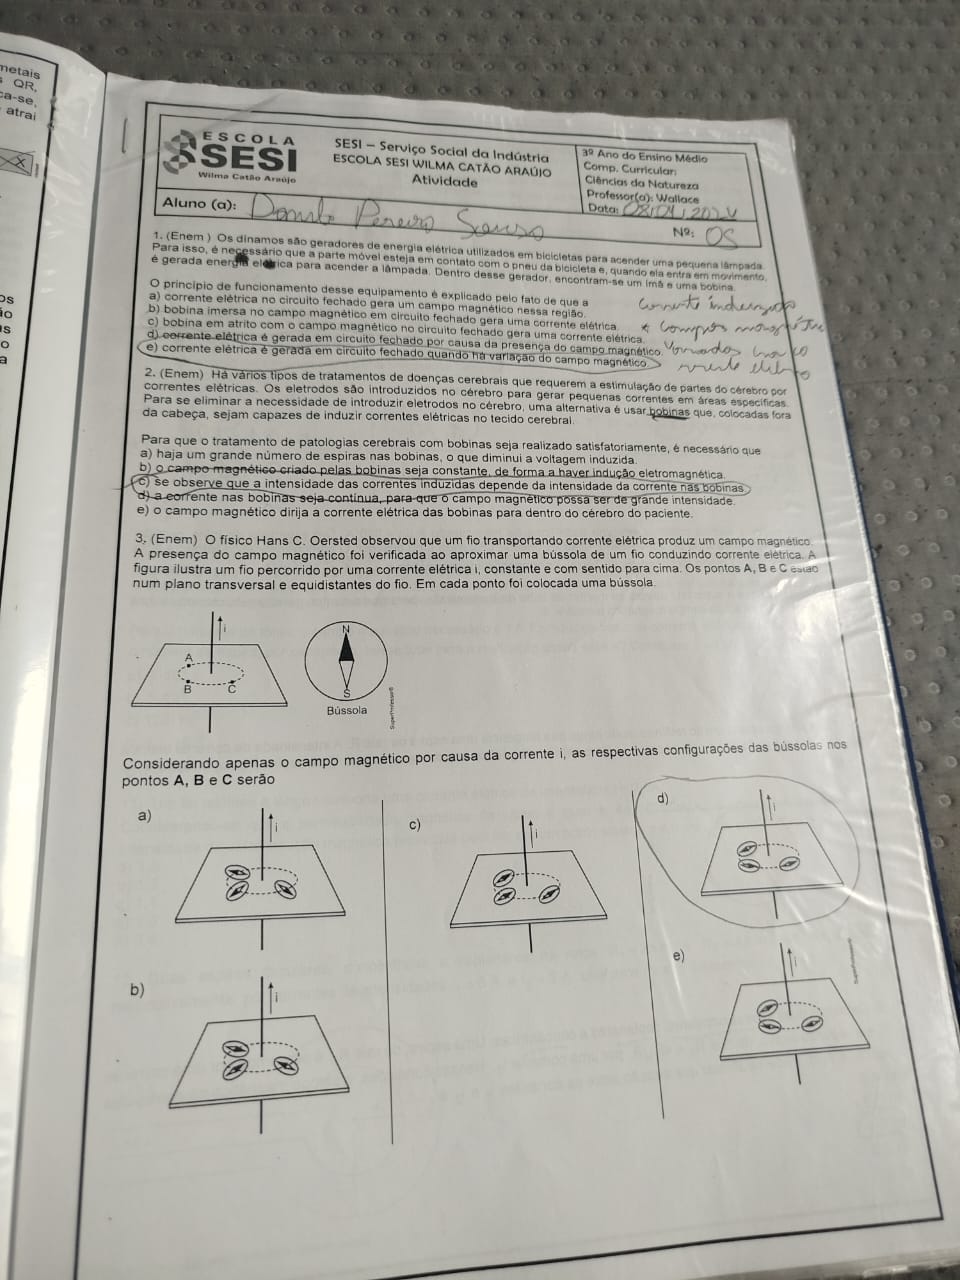 netais
QR,
ca-se,
atrai
os
ão
as
o
a
ESCOLA
SESI
Wilma Catão Araújo
SESI – Serviço Social da Indústria
ESCOLA SESI WILMA CATÃO ARAÚJO
Atividade
3º Ano do Ensino Médio
Comp. Curricular:
Ciências da Natureza
Professor(a): Wallace
Data: 08/04/2024
Aluno (a): Danilo Pereira Sousa
Nº: 05
1. (Enem ) Os dínamos são geradores de energia elétrica utilizados em bicicletas para acender uma pequena lâmpada.
Para isso, é necessário que a parte móvel esteja em contato com o pneu da bicicleta e, quando ela entra em movimento,
é gerada energia elétrica para acender a lâmpada. Dentro desse gerador, encontram-se um ímã e uma bobina.
O princípio de funcionamento desse equipamento é explicado pelo fato de que a
a) corrente elétrica no circuito fechado gera um campo magnético nessa região.
b) bobina imersa no campo magnético em circuito fechado gera uma corrente elétrica.
c) bobina em atrito com o campo magnético no circuito fechado gera uma corrente elétrica.
d) corrente elétrica é gerada em circuito fechado por causa da presença do campo magnético.
e) corrente elétrica é gerada em circuito fechado quando há variação do campo magnético.
2. (Enem) Há vários tipos de tratamentos de doenças cerebrais que requerem a estimulação de partes do cérebro por
correntes elétricas. Os eletrodos são introduzidos no cérebro para gerar pequenas correntes em áreas específicas.
Para se eliminar a necessidade de introduzir eletrodos no cérebro, uma alternativa é usar bobinas que, colocadas fora
da cabeça, sejam capazes de induzir correntes elétricas no tecido cerebral.
Para que o tratamento de patologias cerebrais com bobinas seja realizado satisfatoriamente, é necessário que
a) haja um grande número de espiras nas bobinas, o que diminui a voltagem induzida.
b) o campo magnético criado pelas bobinas seja constante, de forma a haver indução eletromagnética.
c) se observe que a intensidade das correntes induzidas depende da intensidade da corrente nas bobinas.
d) a corrente nas bobinas seja contínua, para que o campo magnético possa ser de grande intensidade.
e) o campo magnético dirija a corrente elétrica das bobinas para dentro do cérebro do paciente.
3. (Enem) O físico Hans C. Oersted observou que um fio transportando corrente elétrica produz um campo magnético.
A presença do campo magnético foi verificada ao aproximar uma bússola de um fio conduzindo corrente elétrica. A
figura ilustra um fio percorrido por uma corrente elétrica i, constante e com sentido para cima. Os pontos A, B e C estão
num plano transversal e equidistantes do fio. Em cada ponto foi colocada uma bússola.
i
A
B
C
N
S
Bússola
SuperProfessor®
Considerando apenas o campo magnético por causa da corrente i, as respectivas configurações das bússolas nos
pontos A, B e C serão
a)
i
b)
i
c)
i
d)
i
e)
i